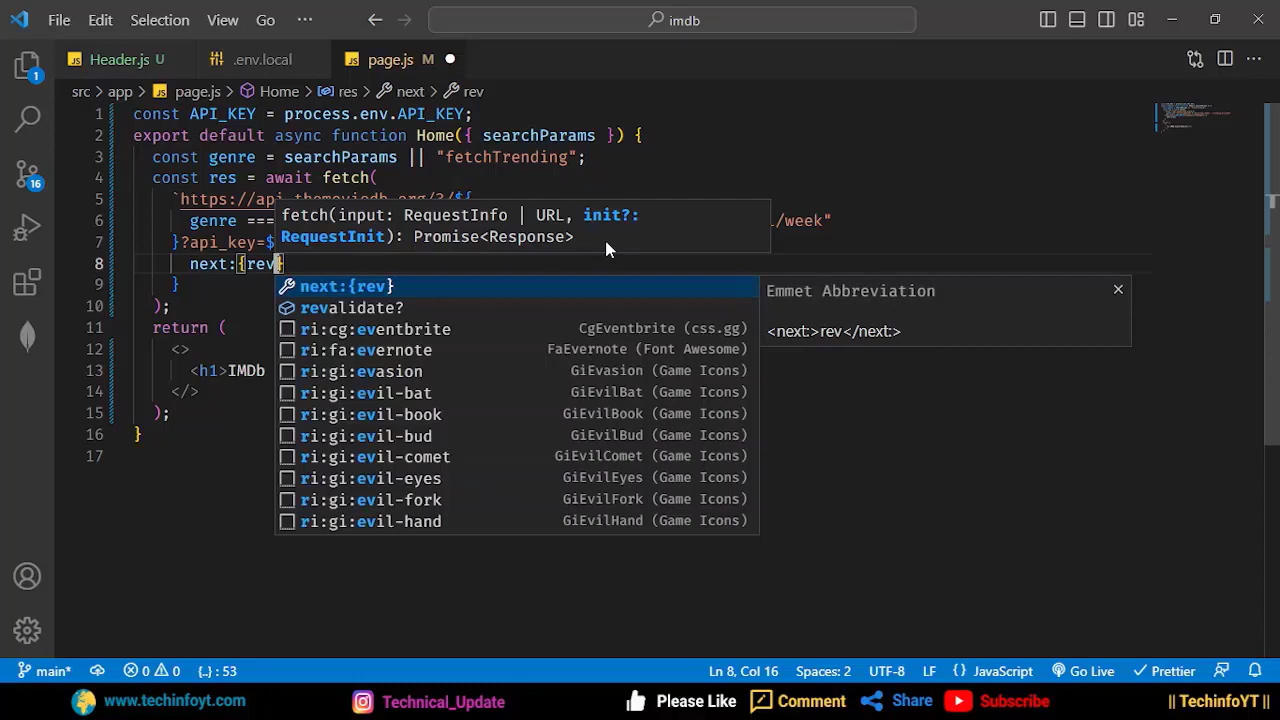 File Edit Selection View Go ··· imdb
Header.js U .env.local page.js M
src > app > page.js > Home > res > next > rev
1 const API_KEY = process.env.API_KEY;
2 export default async function Home({ searchParams }) {
3 const genre = searchParams || "fetchTrending";
4 const res = await fetch(
5 `https://api.themoviedb.org/3/${
6 genre === /week"
7 }?api_key=$
8 next:{rev}
9 }
10 );
11 return (
12 <>
13 <h1>IMDb
14 </>
15 );
16 }
17
fetch(input: RequestInfo | URL, init?:
RequestInit): Promise<Response>
next:{rev}
revalidate?
ri:cg:eventbrite CgEventbrite (css.gg)
ri:fa:evernote FaEvernote (Font Awesome)
ri:gi:evasion GiEvasion (Game Icons)
ri:gi:evil-bat GiEvilBat (Game Icons)
ri:gi:evil-book GiEvilBook (Game Icons)
ri:gi:evil-bud GiEvilBud (Game Icons)
ri:gi:evil-comet GiEvilComet (Game Icons)
ri:gi:evil-eyes GiEvilEyes (Game Icons)
ri:gi:evil-fork GiEvilFork (Game Icons)
ri:gi:evil-hand GiEvilHand (Game Icons)
Emmet Abbreviation
<next>rev</next>
1
16
main* 0 0 {..} : 53 Ln 8, Col 16 Spaces: 2 UTF-8 LF {} JavaScript Go Live Prettier
www.techinfoyt.com Technical_Update Please Like Comment Share Subscribe || TechinfoYT ||